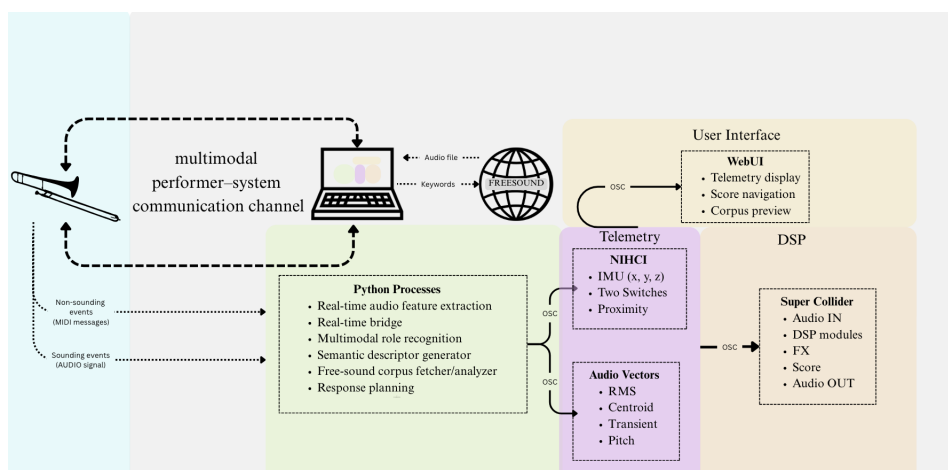 User Interface
WebUI
• Telemetry display
• Score navigation
• Corpus preview
multimodal
performer–system
communication channel
Audio file
Keywords
FREESOUND
OSC
Telemetry
DSP
NIHCI
• IMU (x, y, z)
• Two Switches
• Proximity
Python Processes
• Real-time audio feature extraction
• Real-time bridge
• Multimodal role recognition
• Semantic descriptor generator
• Free-sound corpus fetcher/analyzer
• Response planning
Non-sounding
events
(MIDI messages)
Sounding events
(AUDIO signal)
OSC
OSC
OSC
Super Collider
• Audio IN
• DSP modules
• FX
• Score
• Audio OUT
Audio Vectors
• RMS
• Centroid
• Transient
• Pitch